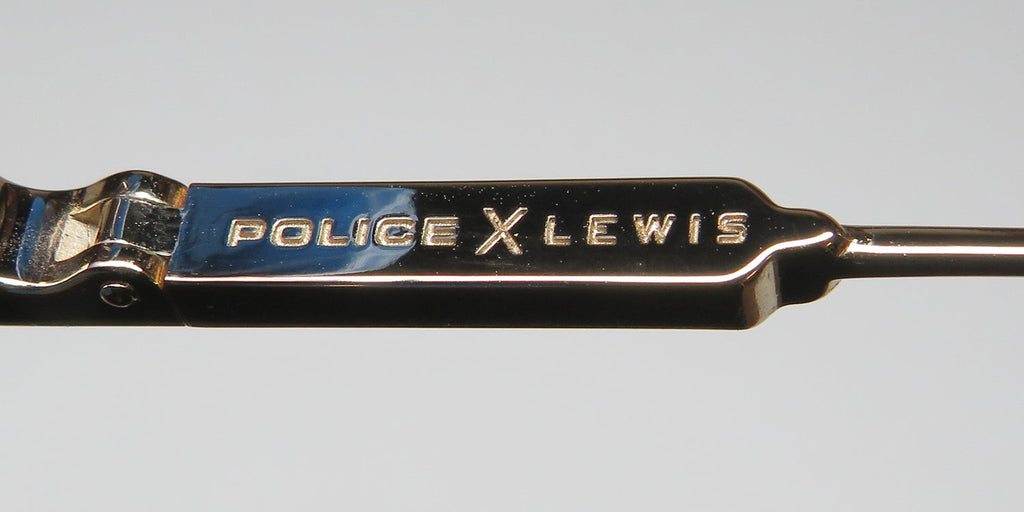 POLICE X LEWIS